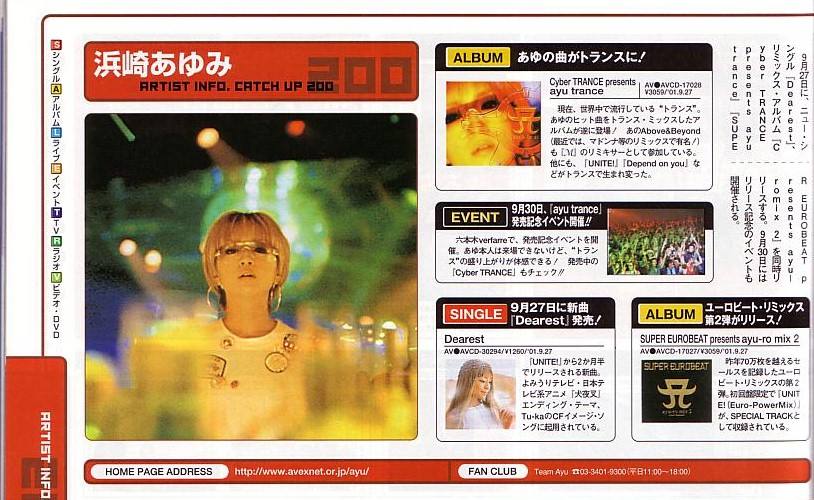 Sシングル Aアルバム Lライブ Eイベント TTV Rラジオ Vビデオ・DVD
浜崎あゆみ
ARTIST INFO. CATCH UP 200
200
ALBUM あゆの曲がトランスに!
Cyber TRANCE presents
ayu trance
AV●AVCD-17028
¥3059/'01.9.27
現在、世界中で流行している“トランス”。
あゆのヒット曲をトランス・ミックスしたア
ルバムが遂に登場! あのAbove&Beyond
(最近では、マドンナ等のリミックスで有名!)
も『M』のリミキサーとして参加している。
他にも、『UNITE!』『Depend on you』な
どがトランスで生まれ変った。
9月27日に、ニュー・シ
ングル『Dearest』、
リミックス・アルバム『C
yber TRANCE
presents ayu
trance』『SUPE
R EUROBEAT p
resents ayu-
romix 2』を同時リ
リースする。9月30日には
リリース記念のイベントも
開催される。
EVENT 9月30日、『ayu trance』
発売記念イベント開催!!
六本木verfarreで、発売記念イベントを開
催。あゆ本人は来場できないけど、“トラン
ス”の盛り上がりが体感できる! 発売中の
『Cyber TRANCE』もチェック!!
SINGLE 9月27日に新曲
『Dearest』発売!
Dearest
AV●AVCD-30294/¥1260/'01.9.27
『UNITE!』から2か月半
でリリースされる新曲。
よみうりテレビ・日本テ
レビ系アニメ『犬夜叉』
エンディング・テーマ、
Tu-kaのCFイメージ・ソ
ングに起用されている。
ALBUM ユーロビート・リミックス
第2弾がリリース!
SUPER EUROBEAT presents ayu-ro mix 2
AV●AVCD-17027/¥3059/'01.9.27
SUPER EUROBEAT
昨年70万枚を越えるセ
ールスを記録したユーロ
ビート・リミックスの第2
弾。初回盤限定で『UNIT
E!(Euro-PowerMix)』
が、SPECIAL TRACKと
して収録されている。
HOME PAGE ADDRESS http://www.avexnet.or.jp/ayu/
FAN CLUB Team Ayu ☎03-3401-9300(平日11:00〜18:00)
ARTIST INFO.